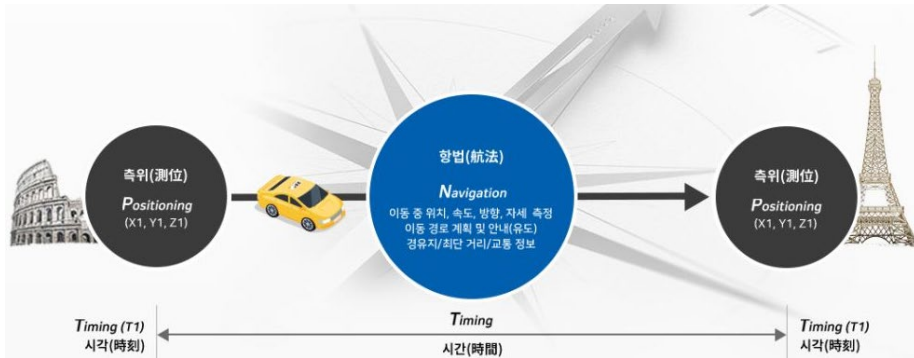 측위(測位)
Positioning
(X1, Y1, Z1)
항법(航法)
Navigation
이동 중 위치, 속도, 방향, 자세 측정
이동 경로 계획 및 안내(유도)
경유지/최단 거리/교통 정보
측위(測位)
Positioning
(X1, Y1, Z1)
Timing (T1)
시각(時刻)
Timing
시간(時間)
Timing (T1)
시각(時刻)